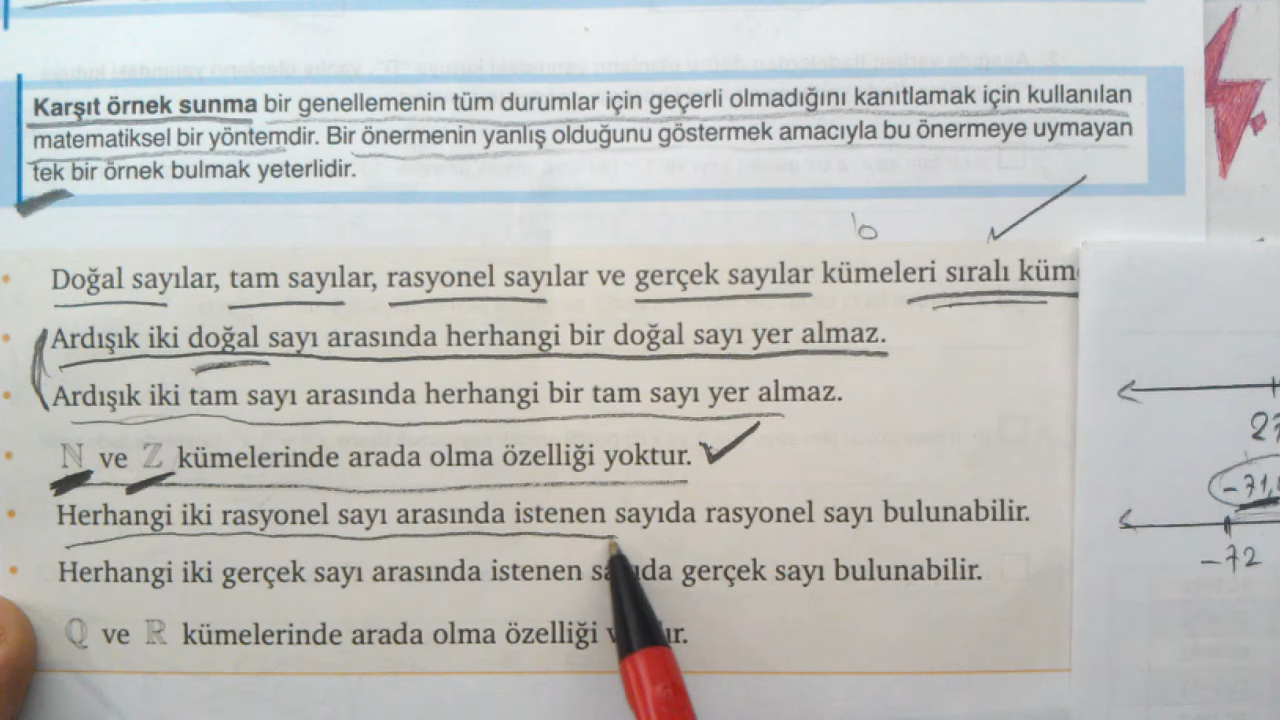 Karşıt örnek sunma bir genellemenin tüm durumlar için geçerli olmadığını kanıtlamak için kullanılan
matematiksel bir yöntemdir. Bir önermenin yanlış olduğunu göstermek amacıyla bu önermeye uymayan
tek bir örnek bulmak yeterlidir.
b
• Doğal sayılar, tam sayılar, rasyonel sayılar ve gerçek sayılar kümeleri sıralı küm
• Ardışık iki doğal sayı arasında herhangi bir doğal sayı yer almaz.
• Ardışık iki tam sayı arasında herhangi bir tam sayı yer almaz.
• N ve Z kümelerinde arada olma özelliği yoktur.
• Herhangi iki rasyonel sayı arasında istenen sayıda rasyonel sayı bulunabilir.
• Herhangi iki gerçek sayı arasında istenen sayıda gerçek sayı bulunabilir.
Q ve R kümelerinde arada olma özelliği vardır.
-71,
-72